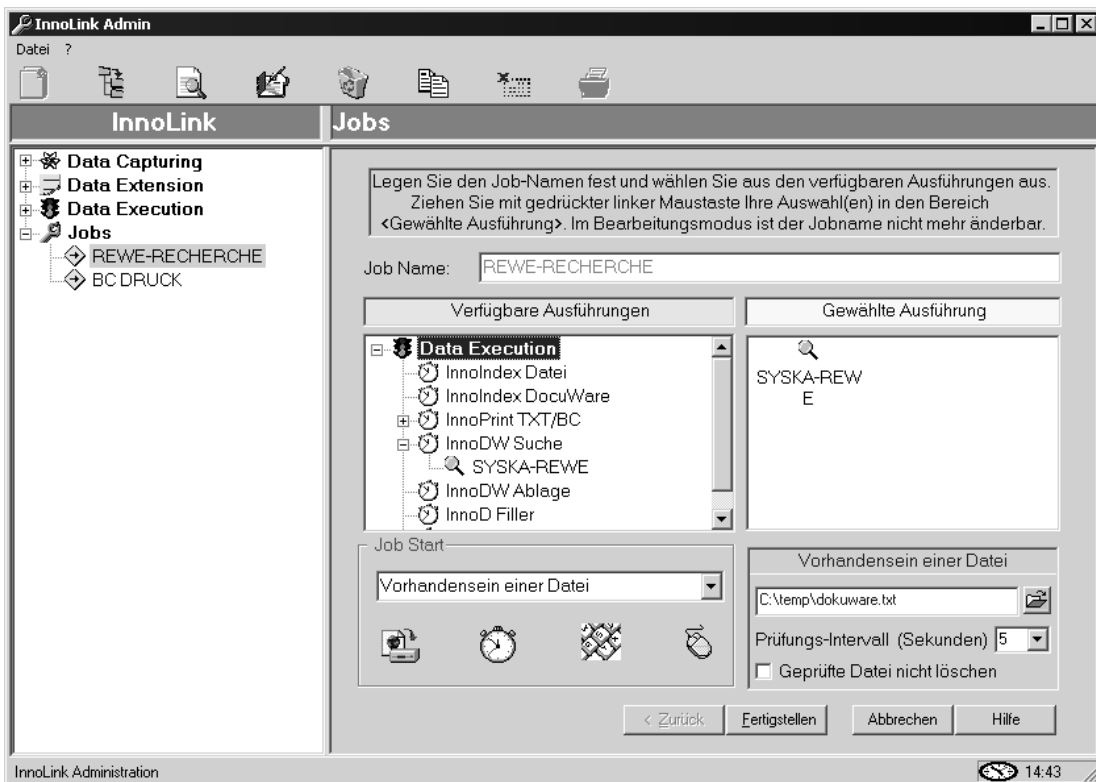 InnoLink Admin
Datei ?
InnoLink
Jobs
Data Capturing
Data Extension
Data Execution
Jobs
REWE-RECHERCHE
BC DRUCK
Legen Sie den Job-Namen fest und wählen Sie aus den verfügbaren Ausführungen aus.
Ziehen Sie mit gedrückter linker Maustaste Ihre Auswahl(en) in den Bereich
<Gewählte Ausführung>. Im Bearbeitungsmodus ist der Jobname nicht mehr änderbar.
Job Name: REWE-RECHERCHE
Verfügbare Ausführungen
Data Execution
InnoIndex Datei
InnoIndex DocuWare
InnoPrint TXT/BC
InnoDW Suche
SYSKA-REWE
InnoDW Ablage
InnoD Filler
Gewählte Ausführung
SYSKA-REW
E
Job Start
Vorhandensein einer Datei
Vorhandensein einer Datei
C:\temp\dokuware.txt
Prüfungs-Intervall (Sekunden) 5
Geprüfte Datei nicht löschen
< Zurück
Fertigstellen
Abbrechen
Hilfe
InnoLink Administration
14:43